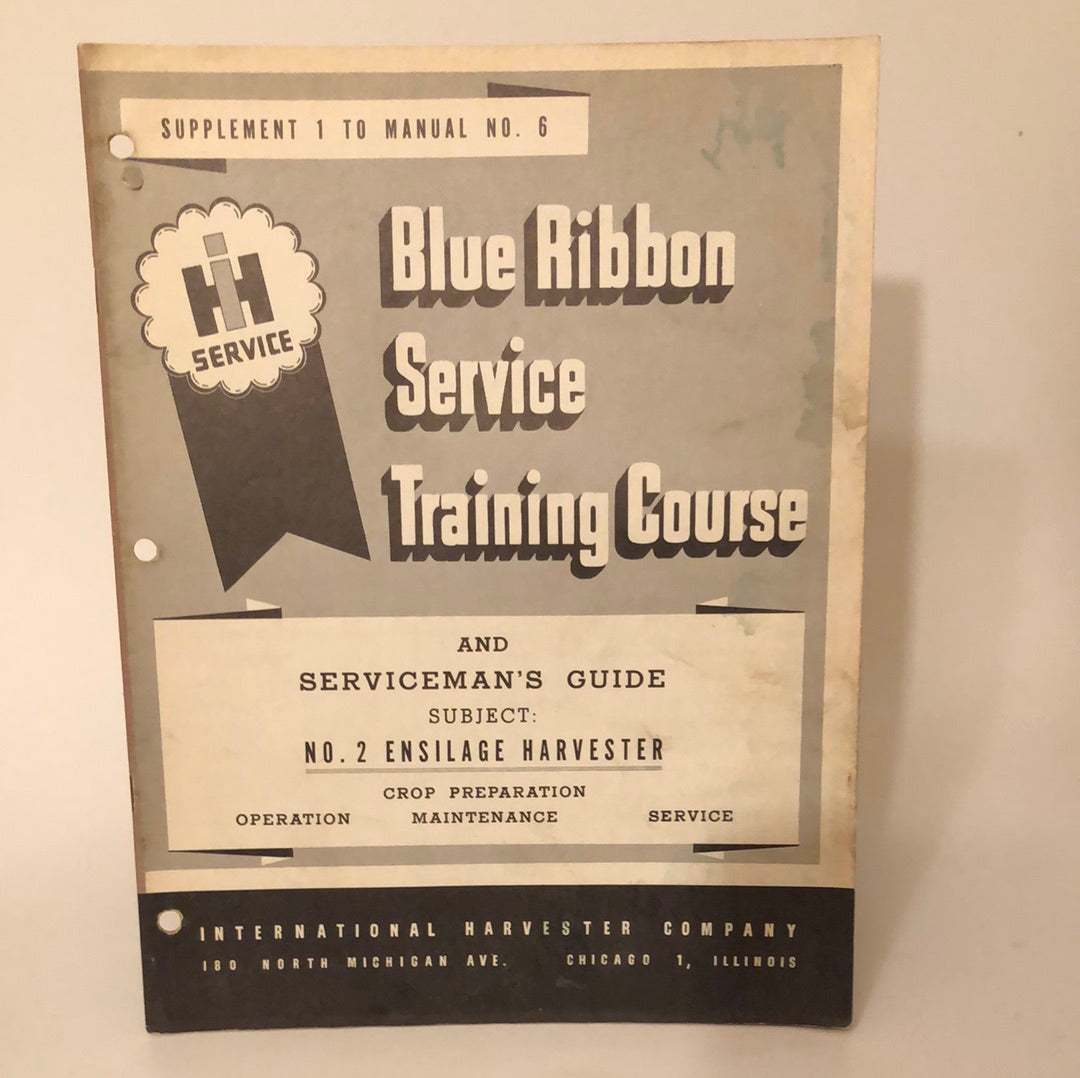 SUPPLEMENT 1 TO MANUAL NO. 6
IH
SERVICE
Blue Ribbon
Service
Training Course
AND
SERVICEMAN'S GUIDE
SUBJECT:
NO. 2 ENSILAGE HARVESTER
CROP PREPARATION
OPERATION MAINTENANCE SERVICE
INTERNATIONAL HARVESTER COMPANY
180 NORTH MICHIGAN AVE. CHICAGO 1, ILLINOIS